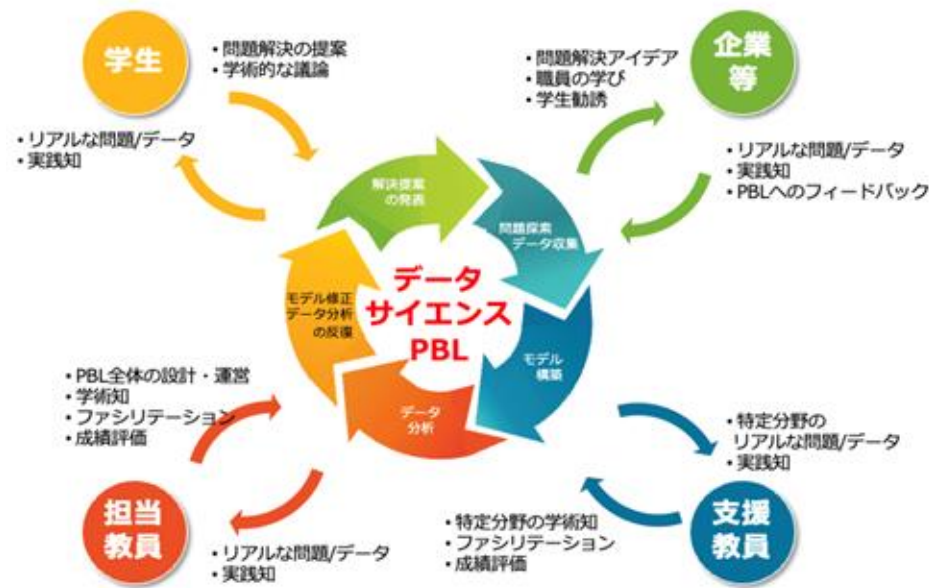 学生
・問題解決の提案
・学術的な議論
・リアルな問題/データ
・実践知
企業
等
・問題解決アイデア
・職員の学び
・学生勧誘
・リアルな問題/データ
・実践知
・PBLへのフィードバック
解決提案
の発表
問題探索
データ収集
モデル
構築
データ
分析
モデル修正
データ分析
の反復
データ
サイエンス
PBL
・PBL全体の設計・運営
・学術知
・ファシリテーション
・成績評価
担当
教員
・リアルな問題/データ
・実践知
・特定分野の
リアルな問題/データ
・実践知
・特定分野の学術知
・ファシリテーション
・成績評価
支援
教員